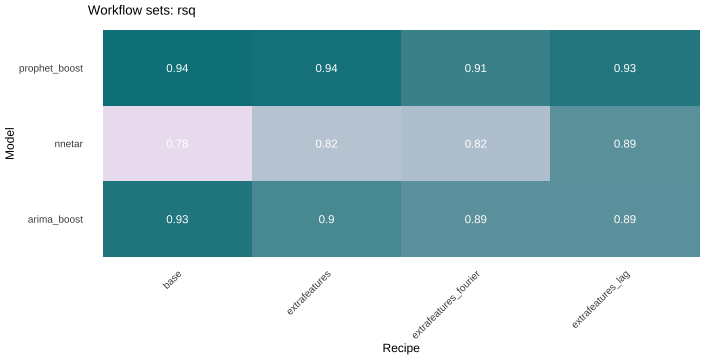 Workflow sets: rsq
Model
prophet_boost
0.94
0.94
0.91
0.93
nnetar
0.78
0.82
0.82
0.89
arima_boost
0.93
0.9
0.89
0.89
base
extrafeatures
extrafeatures_fourier
extrafeatures_lag
Recipe